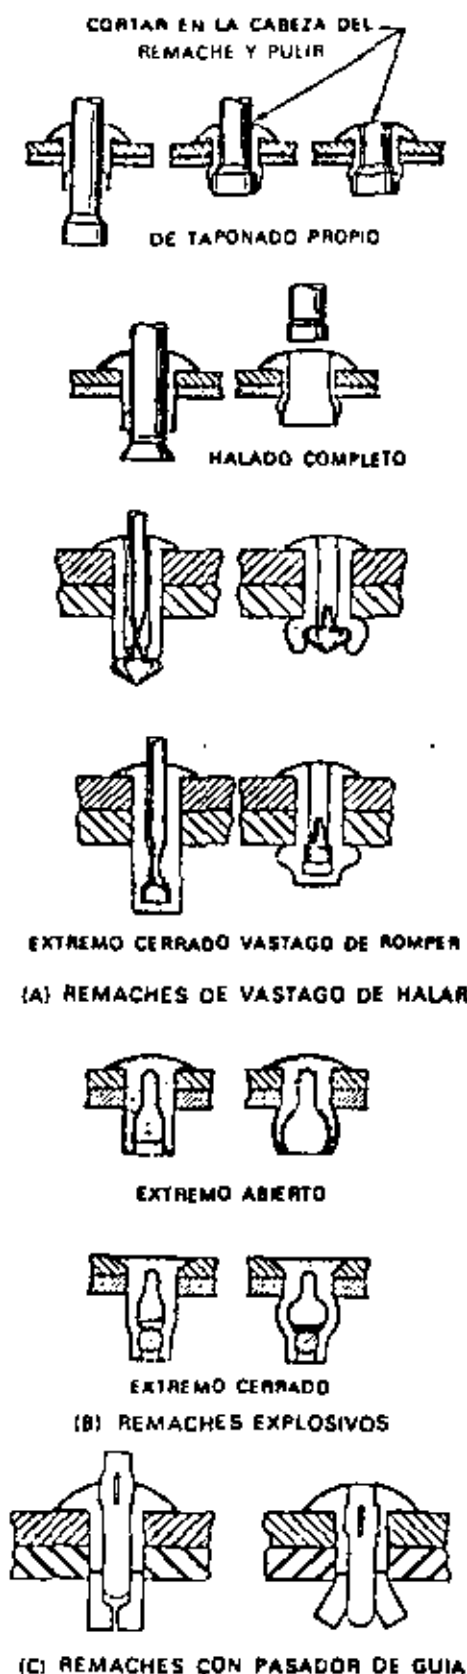 CORTAR EN LA CABEZA DEL
REMACHE Y PULIR
DE TAPONADO PROPIO
HALADO COMPLETO
EXTREMO CERRADO VASTAGO DE ROMPER
(A) REMACHES DE VASTAGO DE HALAR
EXTREMO ABIERTO
EXTREMO CERRADO
(B) REMACHES EXPLOSIVOS
(C) REMACHES CON PASADOR DE GUIA